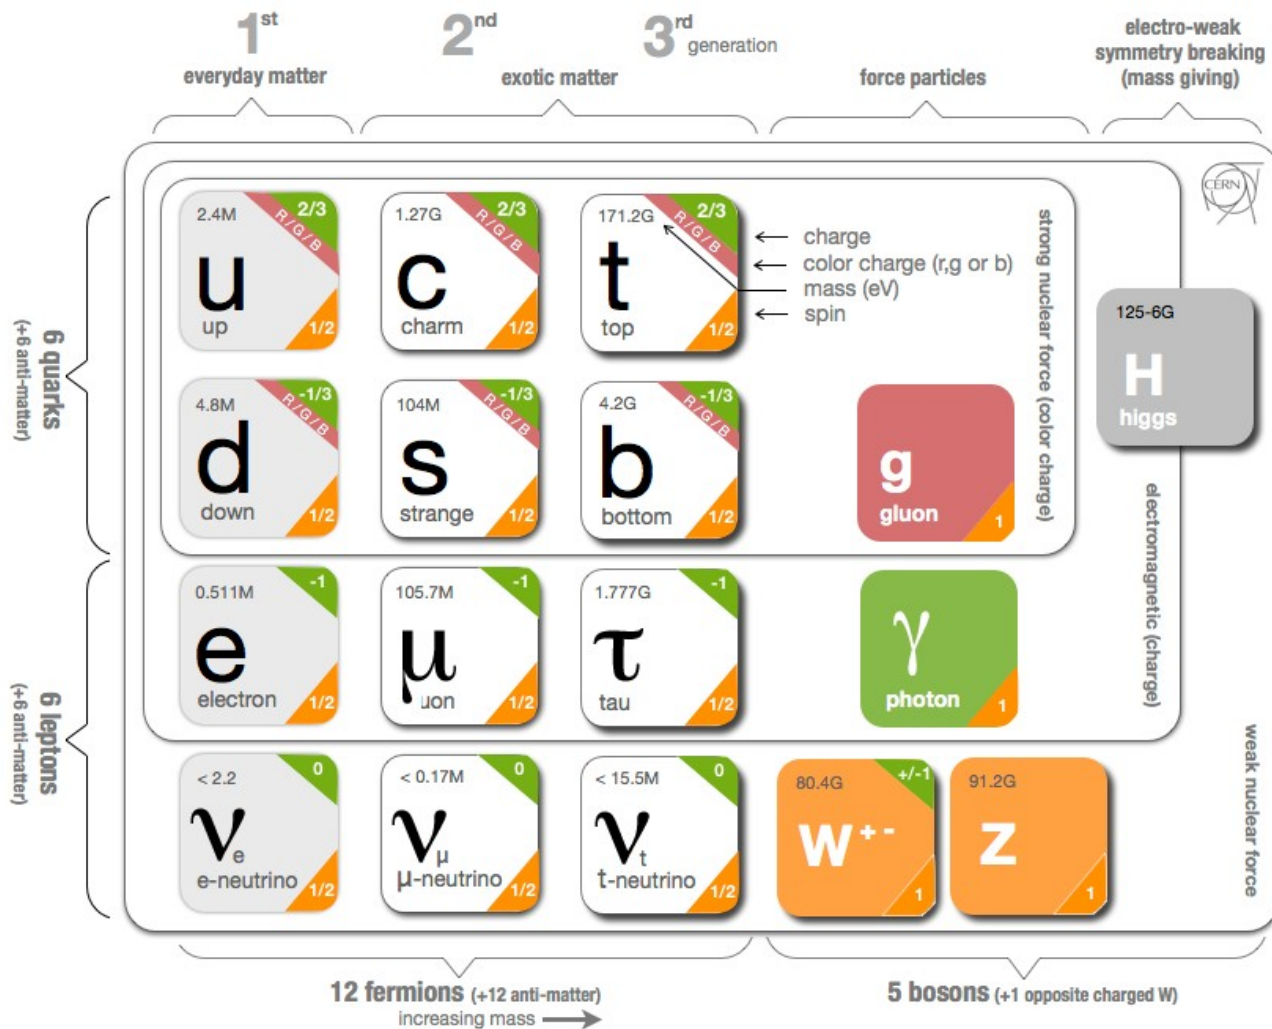 1st
2nd
3rd generation
electro-weak
symmetry breaking
(mass giving)
everyday matter
exotic matter
force particles
CERN
6 quarks
(+6 anti-matter)
2.4M
2/3
R/G/B
u
up
1/2
1.27G
2/3
R/G/B
c
charm
1/2
171.2G
2/3
R/G/B
t
top
1/2
charge
color charge (r,g or b)
mass (eV)
spin
strong nuclear force (color charge)
125-6G
H
higgs
4.8M
-1/3
R/G/B
d
down
1/2
104M
-1/3
R/G/B
s
strange
1/2
4.2G
-1/3
R/G/B
b
bottom
1/2
g
gluon
1
electromagnetic (charge)
6 leptons
(+6 anti-matter)
0.511M
-1
e
electron
1/2
105.7M
-1
μ
uon
1/2
1.777G
-1
τ
tau
1/2
γ
photon
1
weak nuclear force
< 2.2
0
νe
e-neutrino
1/2
< 0.17M
0
νμ
μ-neutrino
1/2
< 15.5M
0
νt
t-neutrino
1/2
80.4G
+/-1
W+-
1
91.2G
Z
1
12 fermions (+12 anti-matter)
increasing mass
5 bosons (+1 opposite charged W)